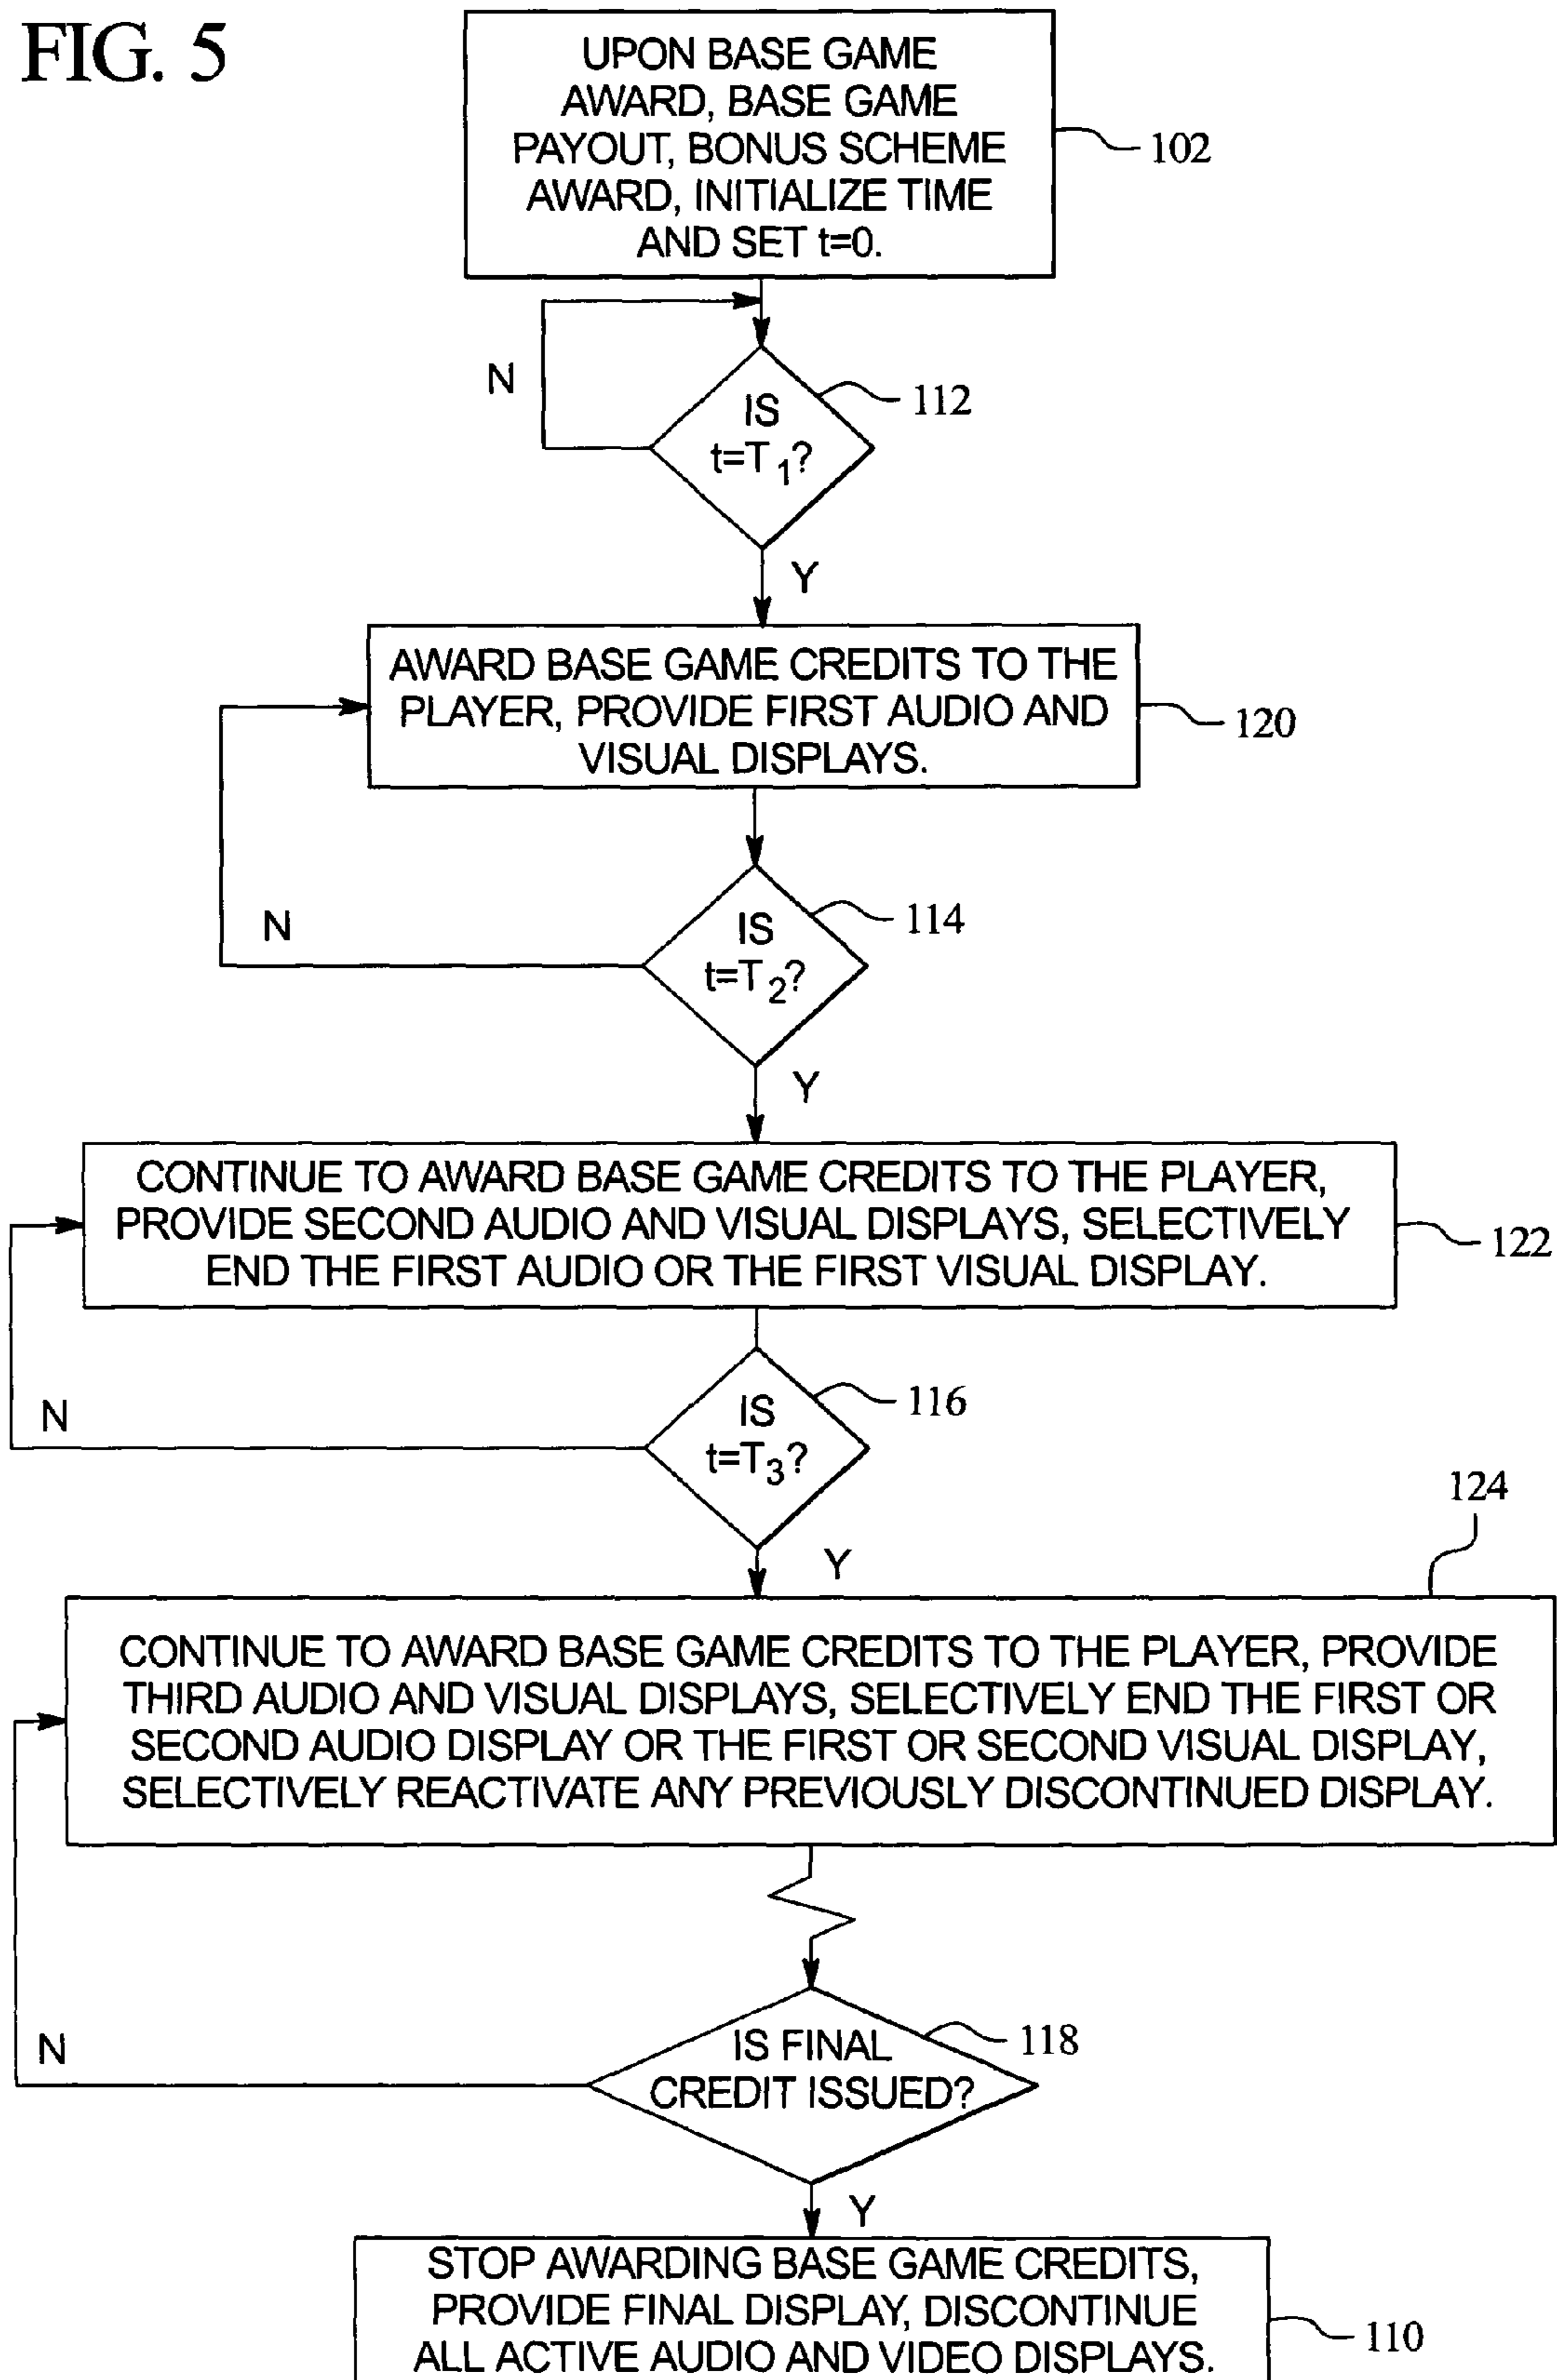 FIG. 5
UPON BASE GAME
AWARD, BASE GAME
PAYOUT, BONUS SCHEME
AWARD, INITIALIZE TIME
AND SET t=0.
102
N
IS
t=T1?
112
Y
AWARD BASE GAME CREDITS TO THE
PLAYER, PROVIDE FIRST AUDIO AND
VISUAL DISPLAYS.
120
N
IS
t=T2?
114
Y
CONTINUE TO AWARD BASE GAME CREDITS TO THE PLAYER,
PROVIDE SECOND AUDIO AND VISUAL DISPLAYS, SELECTIVELY
END THE FIRST AUDIO OR THE FIRST VISUAL DISPLAY.
122
N
IS
t=T3?
116
Y
124
CONTINUE TO AWARD BASE GAME CREDITS TO THE PLAYER, PROVIDE
THIRD AUDIO AND VISUAL DISPLAYS, SELECTIVELY END THE FIRST OR
SECOND AUDIO DISPLAY OR THE FIRST OR SECOND VISUAL DISPLAY,
SELECTIVELY REACTIVATE ANY PREVIOUSLY DISCONTINUED DISPLAY.
N
IS FINAL
CREDIT ISSUED?
118
Y
STOP AWARDING BASE GAME CREDITS,
PROVIDE FINAL DISPLAY, DISCONTINUE
ALL ACTIVE AUDIO AND VIDEO DISPLAYS.
110